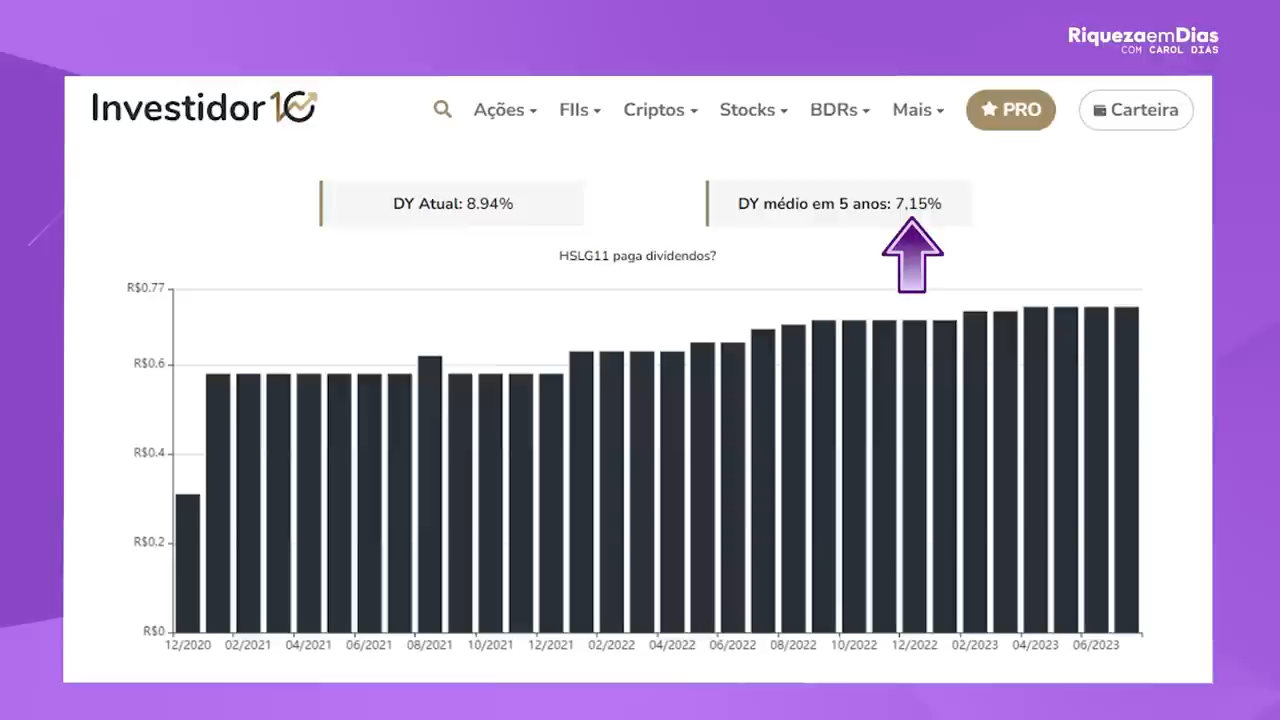 RiquezaemDias
COM CAROL DIAS
Investidor 10
Ações
FIIs
Criptos
Stocks
BDRs
Mais
PRO
Carteira
DY Atual: 8.94%
DY médio em 5 anos: 7,15%
HSLG11 paga dividendos?
R$0.77
R$0.6
R$0.4
R$0.2
R$0
12/2020 02/2021 04/2021 06/2021 08/2021 10/2021 12/2021 02/2022 04/2022 06/2022 08/2022 10/2022 12/2022 02/2023 04/2023 06/2023